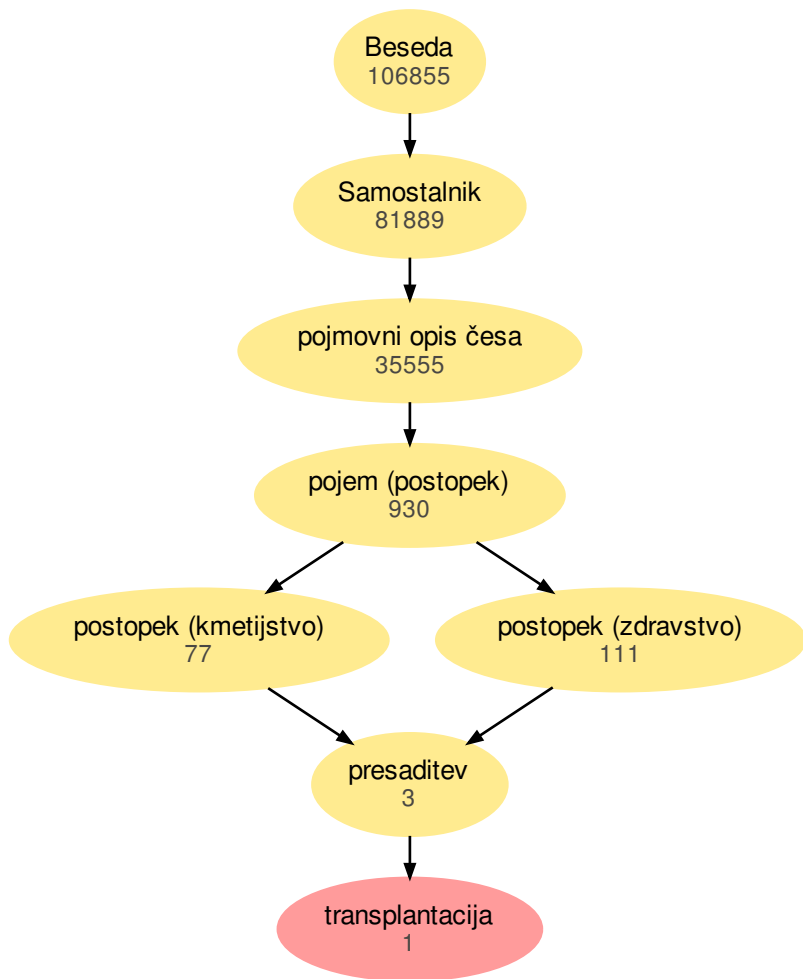 Beseda
106855
Samostalnik
81889
pojmovni opis česa
35555
pojem (postopek)
930
postopek (kmetijstvo)
77
postopek (zdravstvo)
111
presaditev
3
transplantacija
1